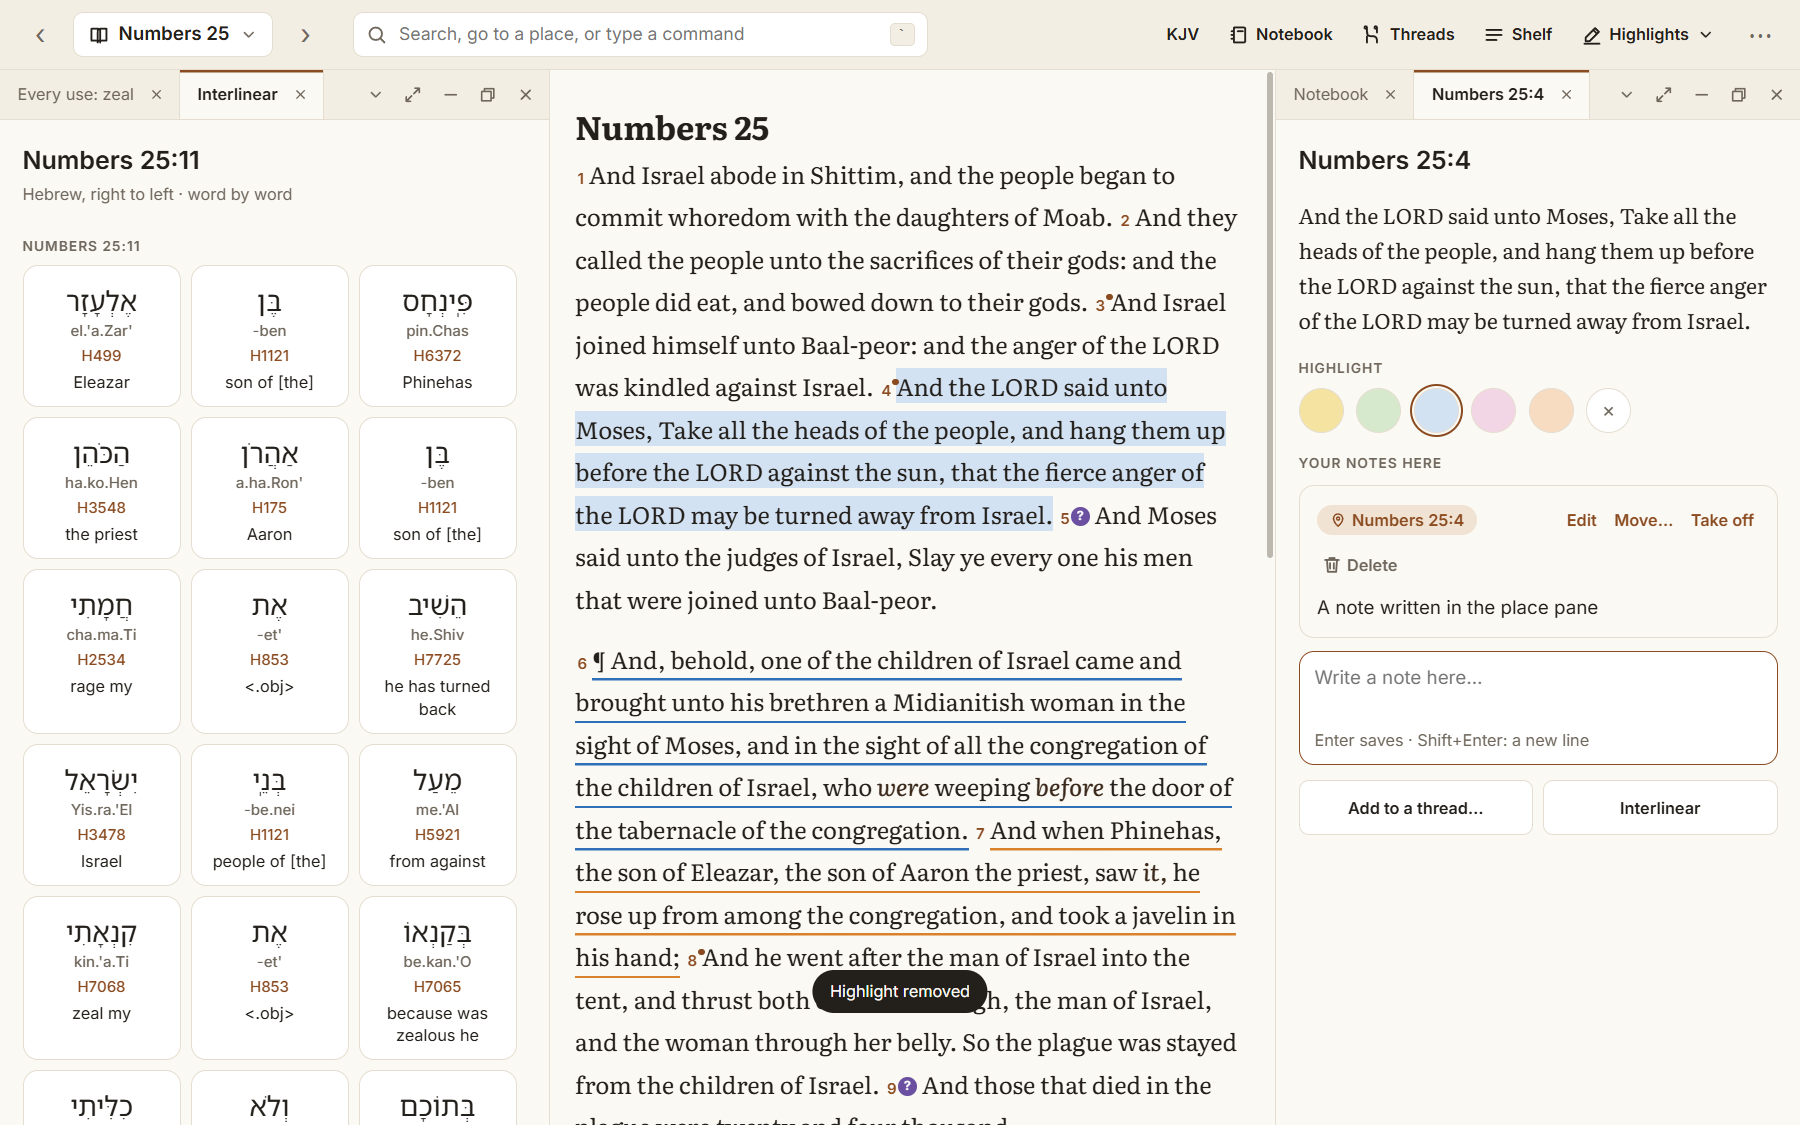 Numbers 25
Search, go to a place, or type a command
`
KJV
Notebook
Threads
Shelf
Highlights
Every use: zeal
Interlinear
Numbers 25:11
Hebrew, right to left · word by word
NUMBERS 25:11
אֶלְעָזָר
בֶּן
פִּינְחָס
el.'a.Zar'
-ben
pin.Chas
H499
H1121
H6372
Eleazar
son of [the]
Phinehas
הַכֹּהֵן
אַהֲרֹן
בֶּן
ha.ko.Hen
a.ha.Ron'
-ben
H3548
H175
H1121
the priest
Aaron
son of [the]
חֲמָתִי
אֶת
הֵשִׁיב
cha.ma.Ti
-et'
he.Shiv
H2534
H853
H7725
rage my
<.obj>
he has turned
back
יִשְׂרָאֵל
בְּנֵי
מֵעַל
Yis.ra.'El
-be.nei
me.'Al
H3478
H1121
H5921
Israel
people of [the]
from against
קִנְאָתִי
אֶת
בְּקַנְאוֹ
kin.'a.Ti
-et'
be.kan.'O
H7068
H853
H7065
zeal my
<.obj>
because was
zealous he
כִלִּיתִי
וְלֹא
בְּתוֹכָם
Numbers 25
1 And Israel abode in Shittim, and the people began to
commit whoredom with the daughters of Moab. 2 And they
called the people unto the sacrifices of their gods: and the
people did eat, and bowed down to their gods. 3 And Israel
joined himself unto Baal-peor: and the anger of the LORD
was kindled against Israel. 4 And the LORD said unto
Moses, Take all the heads of the people, and hang them up
before the LORD against the sun, that the fierce anger of
the LORD may be turned away from Israel. 5 ? And Moses
said unto the judges of Israel, Slay ye every one his men
that were joined unto Baal-peor.
6 ¶ And, behold, one of the children of Israel came and
brought unto his brethren a Midianitish woman in the
sight of Moses, and in the sight of all the congregation of
the children of Israel, who were weeping before the door of
the tabernacle of the congregation. 7 And when Phinehas,
the son of Eleazar, the son of Aaron the priest, saw it, he
rose up from among the congregation, and took a javelin in
his hand; 8 And he went after the man of Israel into the
tent, and thrust both gh, the man of Israel,
Highlight removed
and the woman through her belly. So the plague was stayed
from the children of Israel. 9 ? And those that died in the
plague were twenty and four thousand.
Notebook
Numbers 25:4
Numbers 25:4
And the LORD said unto Moses, Take all the
heads of the people, and hang them up before
the LORD against the sun, that the fierce anger
of the LORD may be turned away from Israel.
HIGHLIGHT
YOUR NOTES HERE
Numbers 25:4
Edit
Move...
Take off
Delete
A note written in the place pane
Write a note here...
Enter saves · Shift+Enter: a new line
Add to a thread...
Interlinear